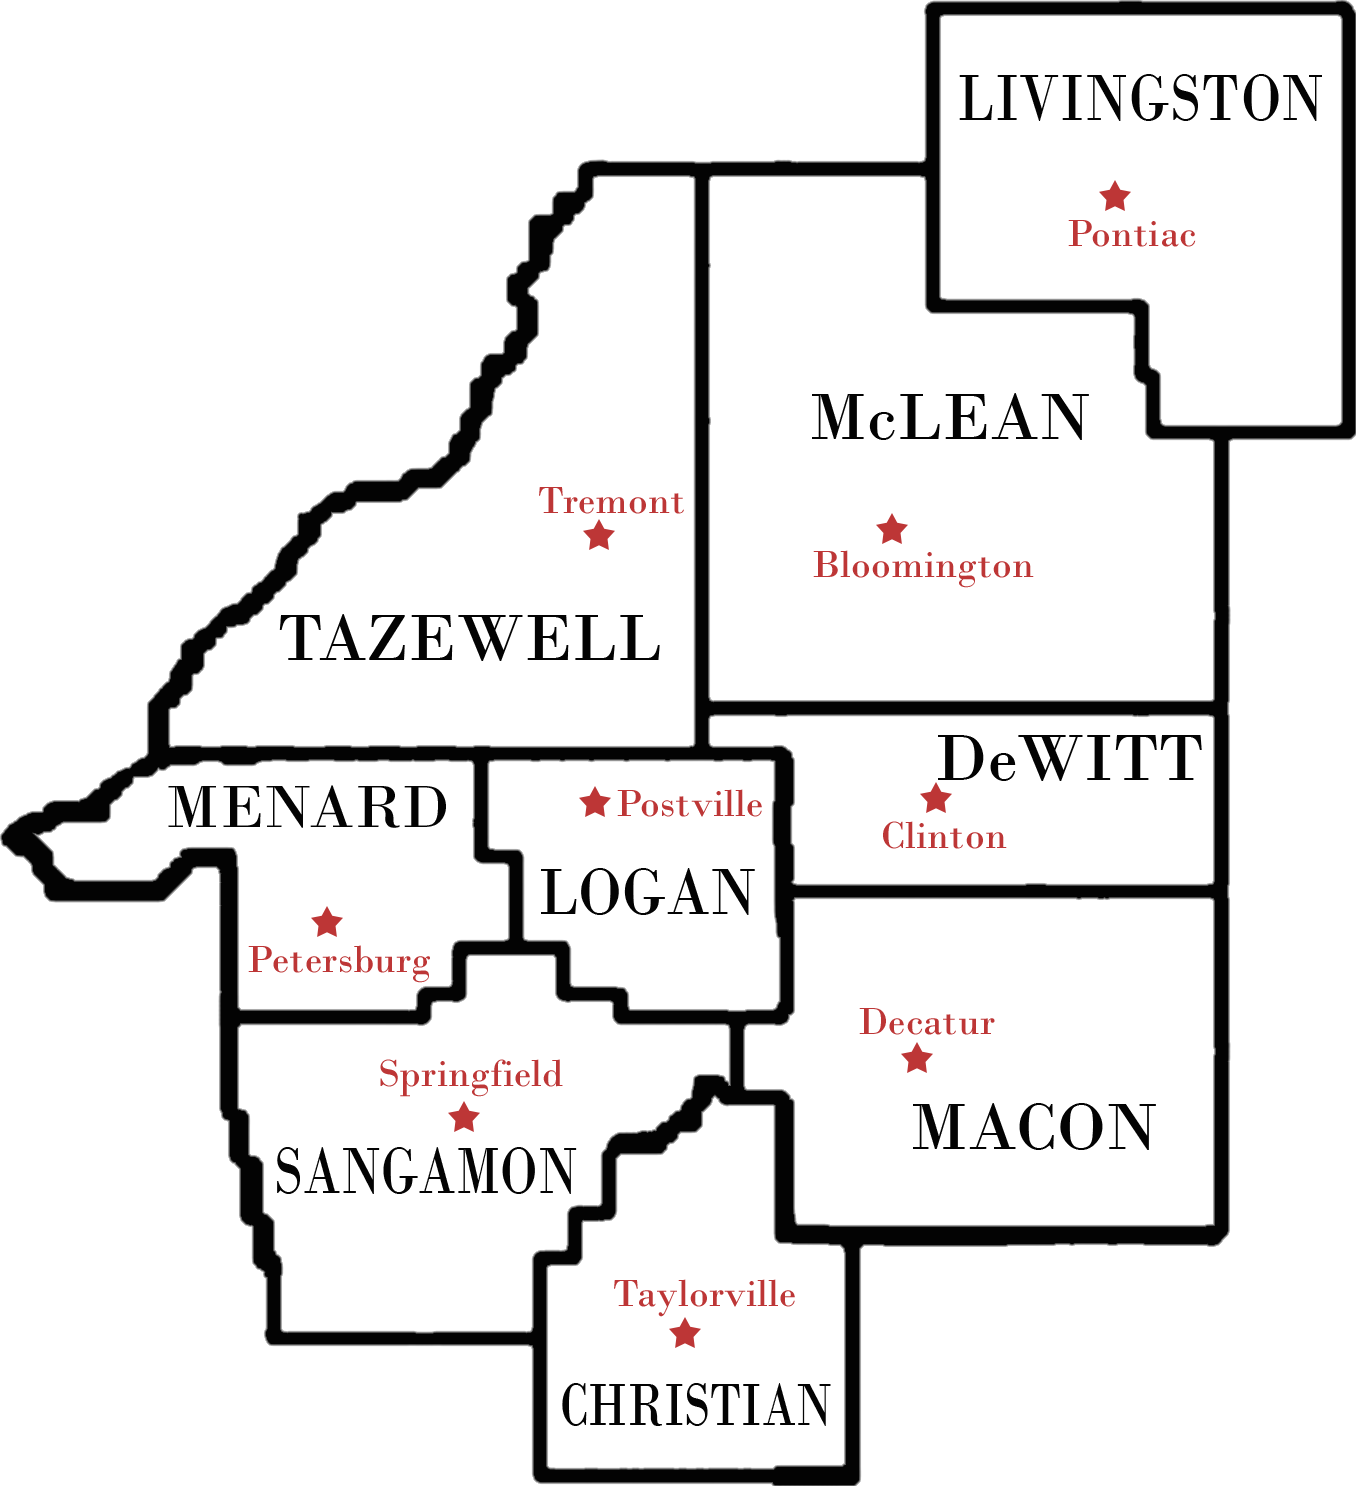 LIVINGSTON
Pontiac
McLEAN
Tremont
Bloomington
TAZEWELL
DeWITT
MENARD
Postville
Clinton
LOGAN
Petersburg
Decatur
Springfield
MACON
SANGAMON
Taylorville
CHRISTIAN